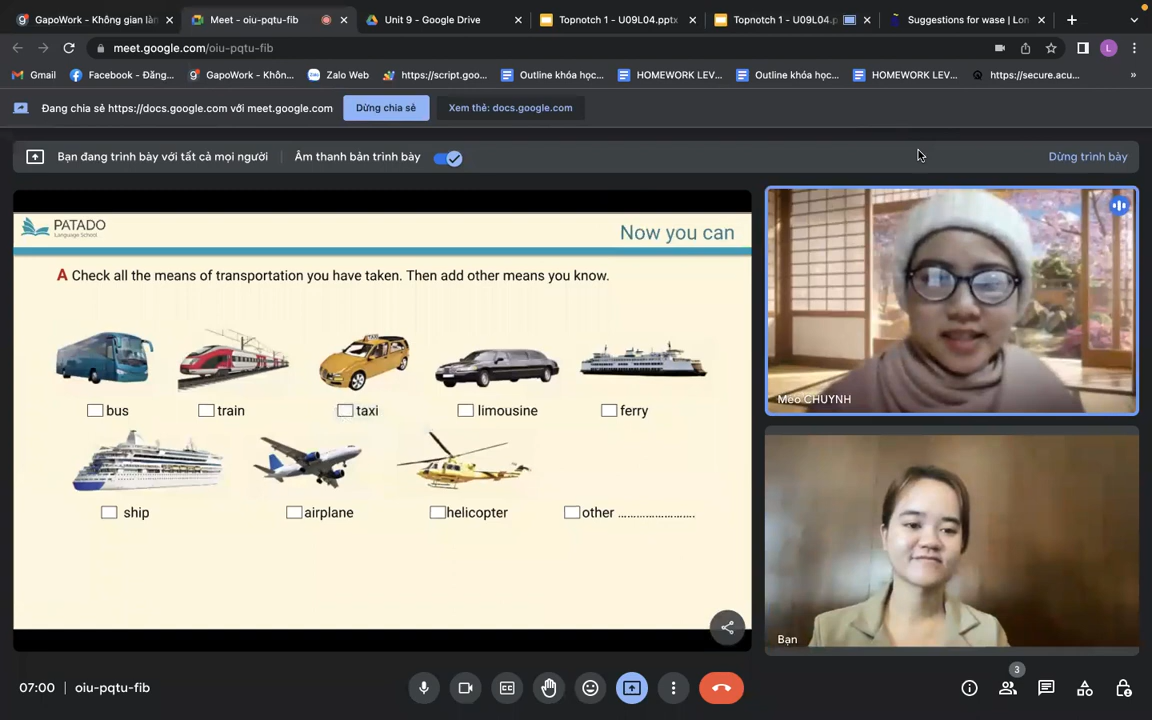 GapoWork - Không gian làn
Meet - oiu-pqtu-fib
Unit 9 - Google Drive
Topnotch 1 - U09L04.pptx
Topnotch 1 - U09L04.p
Suggestions for wase | Lon
meet.google.com/oiu-pqtu-fib
L
Gmail
Facebook - Đăng...
GapoWork - Khôn...
Zalo Web
https://script.goo...
Outline khóa học...
HOMEWORK LEV...
Outline khóa học...
HOMEWORK LEV...
https://secure.acu...
Đang chia sẻ https://docs.google.com với meet.google.com
Dừng chia sẻ
Xem thẻ: docs.google.com
Bạn đang trình bày với tất cả mọi người
Âm thanh bản trình bày
Dừng trình bày
PATADO
Language School
Now you can
A Check all the means of transportation you have taken. Then add other means you know.
TAXI
bus
train
taxi
limousine
ferry
ship
airplane
helicopter
other ........................
Mèo CHUYNH
Bạn
07:00 | oiu-pqtu-fib
3